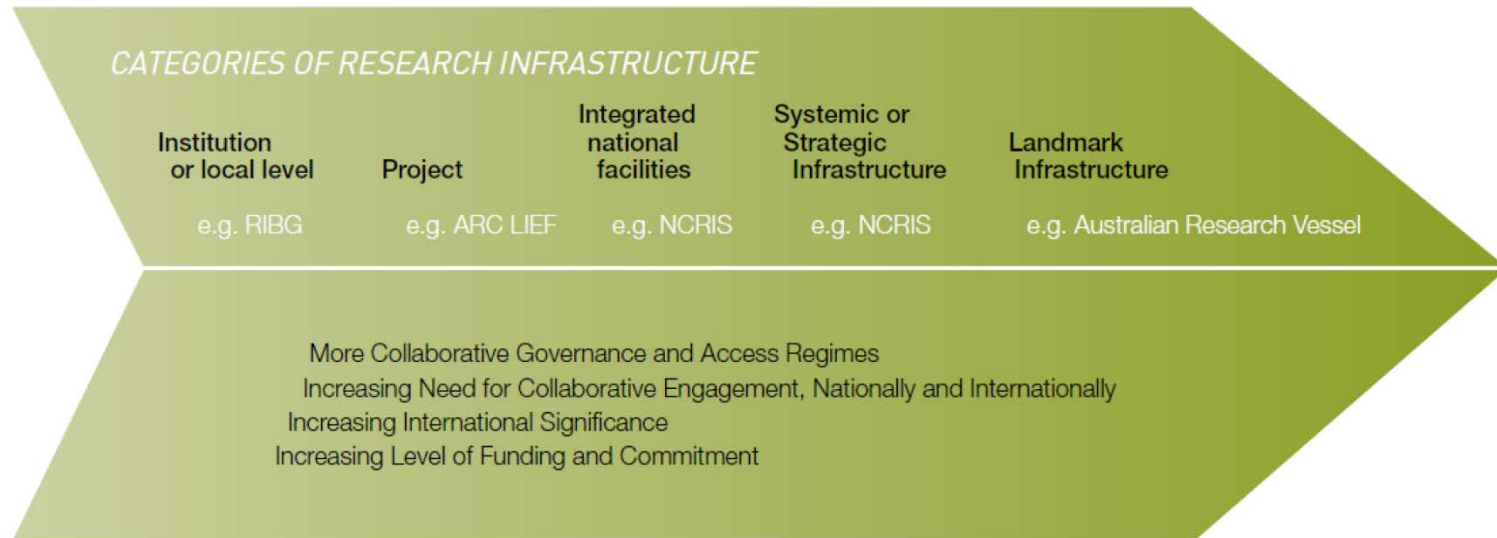 CATEGORIES OF RESEARCH INFRASTRUCTURE
Institution
or local level
Project
Integrated
national
facilities
Systemic or
Strategic
Infrastructure
Landmark
Infrastructure
e.g. RIBG
e.g. ARC LIEF
e.g. NCRIS
e.g. NCRIS
e.g. Australian Research Vessel
More Collaborative Governance and Access Regimes
Increasing Need for Collaborative Engagement, Nationally and Internationally
Increasing International Significance
Increasing Level of Funding and Commitment